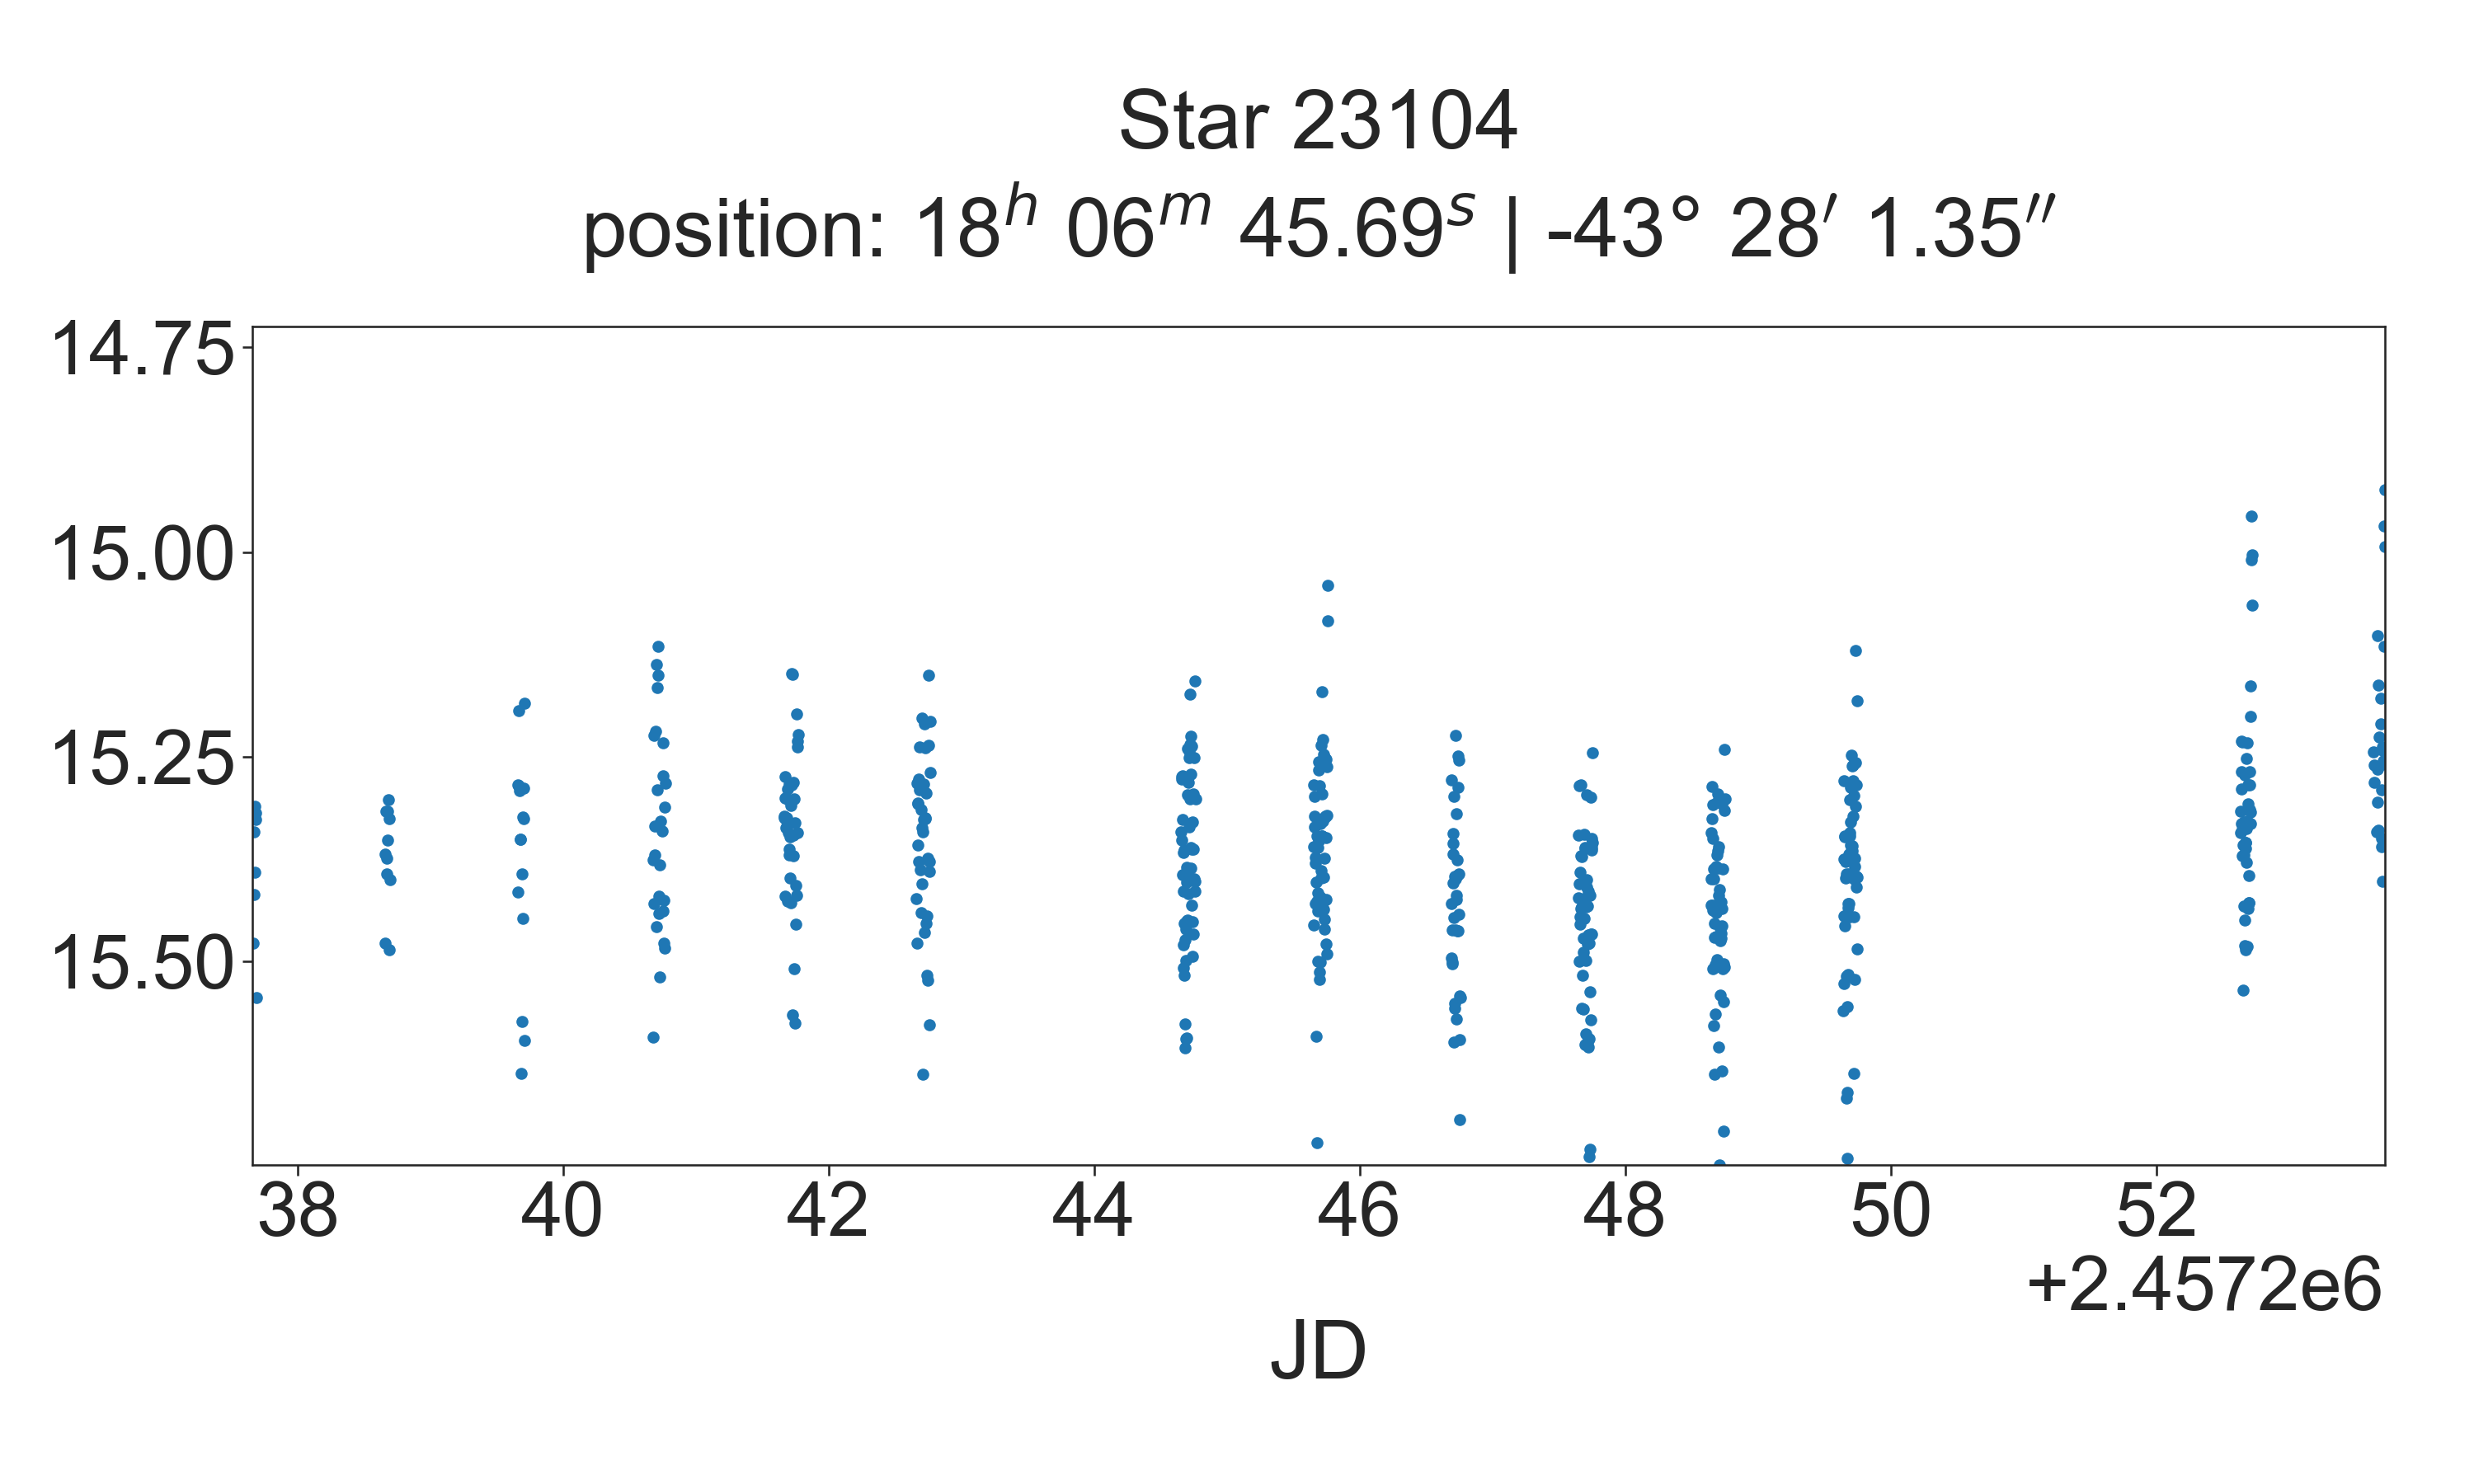 Star 23104
position: 18ʰ 06ᵐ 45.69ˢ | -43° 28′ 1.35′′
14.75
15.00
15.25
15.50
38 40 42 44 46 48 50 52
+2.4572e6
JD